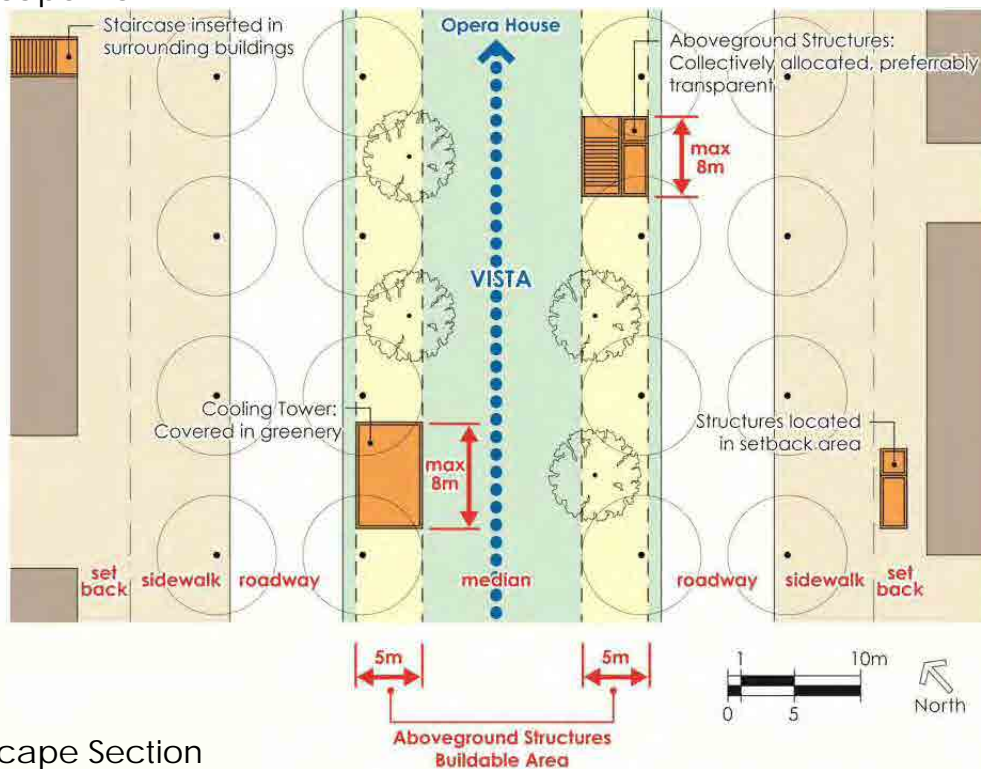 Staircase inserted in
surrounding buildings
Opera House
Aboveground Structures:
Collectively allocated, preferrably
transparent
max
8m
VISTA
Cooling Tower:
Covered in greenery
max
8m
Structures located
in setback area
set
back
sidewalk
roadway
median
roadway
sidewalk
set
back
5m
5m
1
10m
0
5
North
Aboveground Structures
Buildable Area
cape Section